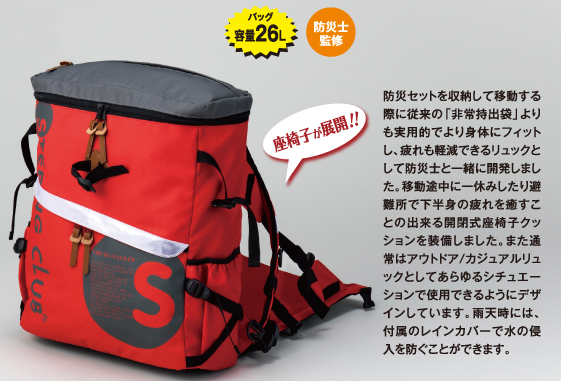 バッグ
容量26L
防災士
監修
座椅子が展開!!
防災セットを収納して移動する
際に従来の「非常持出袋」より
も実用的でより身体にフィット
し、疲れも軽減できるリュックと
して防災士と一緒に開発しまし
た。移動途中に一休みしたり避
難所で下半身の疲れを癒すこ
との出来る開閉式座椅子クッ
ションを装備しました。また通
常はアウトドア/カジュアルリュ
ックとしてあらゆるシチュエー
ションで使用できるようにデザ
インしています。雨天時には、
付属のレインカバーで水の侵
入を防ぐことができます。
CLUB
S